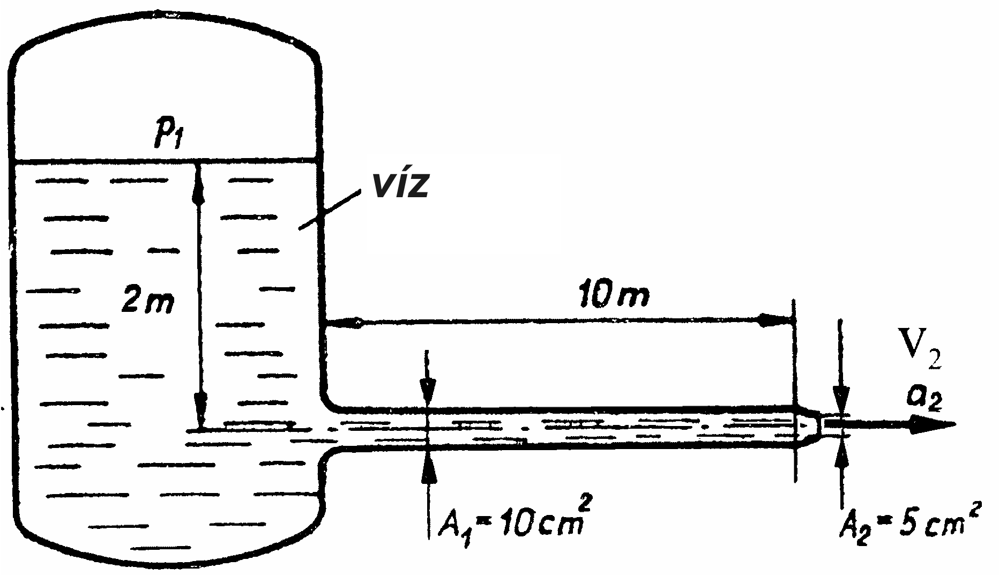 p₁
víz
2m
10m
V₂
a₂
A₁=10cm²
A₂=5cm²